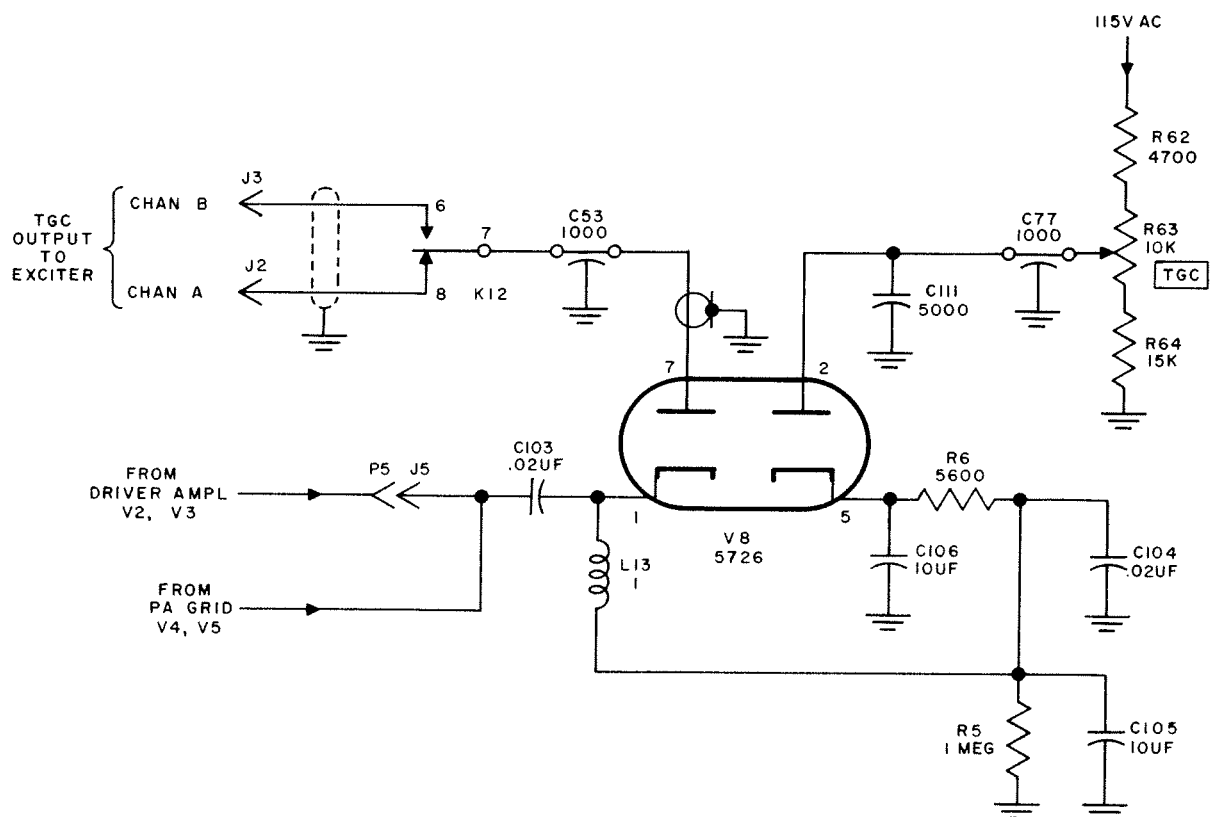 115V AC
R62
4700
R63
10K
TGC
R64
15K
C77
1000
C111
5000
TGC
OUTPUT
TO
EXCITER
CHAN B
J3
6
CHAN A
J2
8
7
K12
C53
1000
7
2
FROM
DRIVER AMPL
V2, V3
P5
J5
C103
.02UF
1
5
V8
5726
R6
5600
C106
10UF
C104
.02UF
L13
1
FROM
PA GRID
V4, V5
R5
1 MEG
C105
10UF